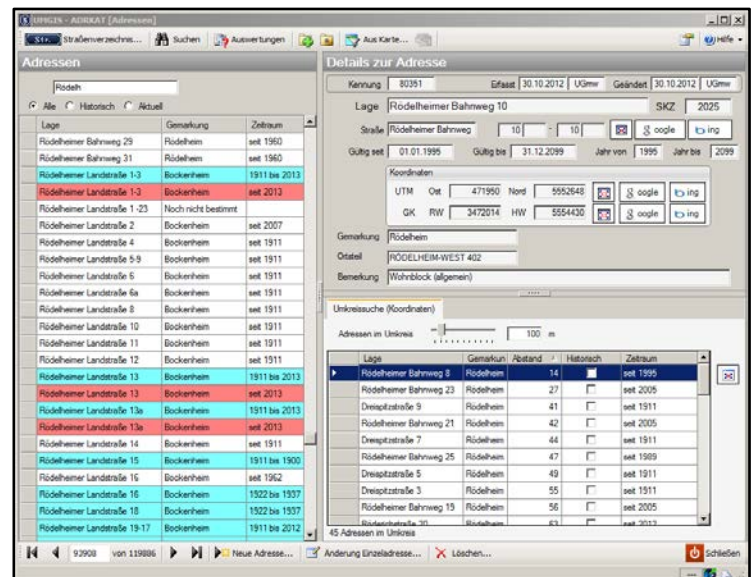 UMGIS - ADRKAT [Adressen]
Str... Straßenverzeichnis... Suchen Auswertungen Aus Karte... Hilfe
Adressen
Rödelh
Alle Historisch Aktuell
Lage Gemarkung Zeitraum
Rödelheimer Bahnweg 29 Rödelheim seit 1960
Rödelheimer Bahnweg 31 Rödelheim seit 1960
Rödelheimer Landstraße 1-3 Bockenheim 1911 bis 2013
Rödelheimer Landstraße 1-3 Bockenheim seit 2013
Rödelheimer Landstraße 1 -23 Noch nicht bestimmt
Rödelheimer Landstraße 2 Bockenheim seit 2007
Rödelheimer Landstraße 4 Bockenheim seit 1911
Rödelheimer Landstraße 5-9 Bockenheim seit 1911
Rödelheimer Landstraße 6 Bockenheim seit 1911
Rödelheimer Landstraße 6a Bockenheim seit 1911
Rödelheimer Landstraße 8 Bockenheim seit 1911
Rödelheimer Landstraße 10 Bockenheim seit 1911
Rödelheimer Landstraße 11 Bockenheim seit 1911
Rödelheimer Landstraße 12 Bockenheim seit 1911
Rödelheimer Landstraße 13 Bockenheim 1911 bis 2013
Rödelheimer Landstraße 13 Bockenheim seit 2013
Rödelheimer Landstraße 13a Bockenheim 1911 bis 2013
Rödelheimer Landstraße 13a Bockenheim seit 2013
Rödelheimer Landstraße 14 Bockenheim seit 1911
Rödelheimer Landstraße 15 Bockenheim 1911 bis 1900
Rödelheimer Landstraße 16 Bockenheim seit 1962
Rödelheimer Landstraße 16 Bockenheim 1922 bis 1937
Rödelheimer Landstraße 18 Bockenheim 1922 bis 1937
Rödelheimer Landstraße 19-17 Bockenheim 1911 bis 2012
Details zur Adresse
Kennung 80351 Erfasst 30.10.2012 UGmw Geändert 30.10.2012 UGmw
Lage Rödelheimer Bahnweg 10 SKZ 2025
Straße Rödelheimer Bahnweg 10 - 10 google bing
Gültig seit 01.01.1995 Gültig bis 31.12.2099 Jahr von 1995 Jahr bis 2099
Koordinaten
UTM Ost 471950 Nord 5552648 google bing
GK RW 3472014 HW 5554430 google bing
Gemarkung Rödelheim
Ortsteil RÖDELHEIM-WEST 402
Bemerkung Wohnblock (allgemein)
Umkreissuche (Koordinaten)
Adressen im Umkreis 100 m
Lage Gemarkun Abstand Historisch Zeitraum
Rödelheimer Bahnweg 8 Rödelheim 14 seit 1995
Rödelheimer Bahnweg 23 Rödelheim 27 seit 2005
Dreispitzstraße 9 Rödelheim 41 seit 1911
Rödelheimer Bahnweg 21 Rödelheim 42 seit 2005
Dreispitzstraße 7 Rödelheim 44 seit 1911
Rödelheimer Bahnweg 25 Rödelheim 47 seit 1989
Dreispitzstraße 5 Rödelheim 49 seit 1911
Dreispitzstraße 3 Rödelheim 55 seit 1911
Rödelheimer Bahnweg 19 Rödelheim 56 seit 2005
Rödelheim 63 seit 2012
45 Adressen im Umkreis
93908 von 119886 Neue Adresse... Änderung Einzeladresse... Löschen... Schließen